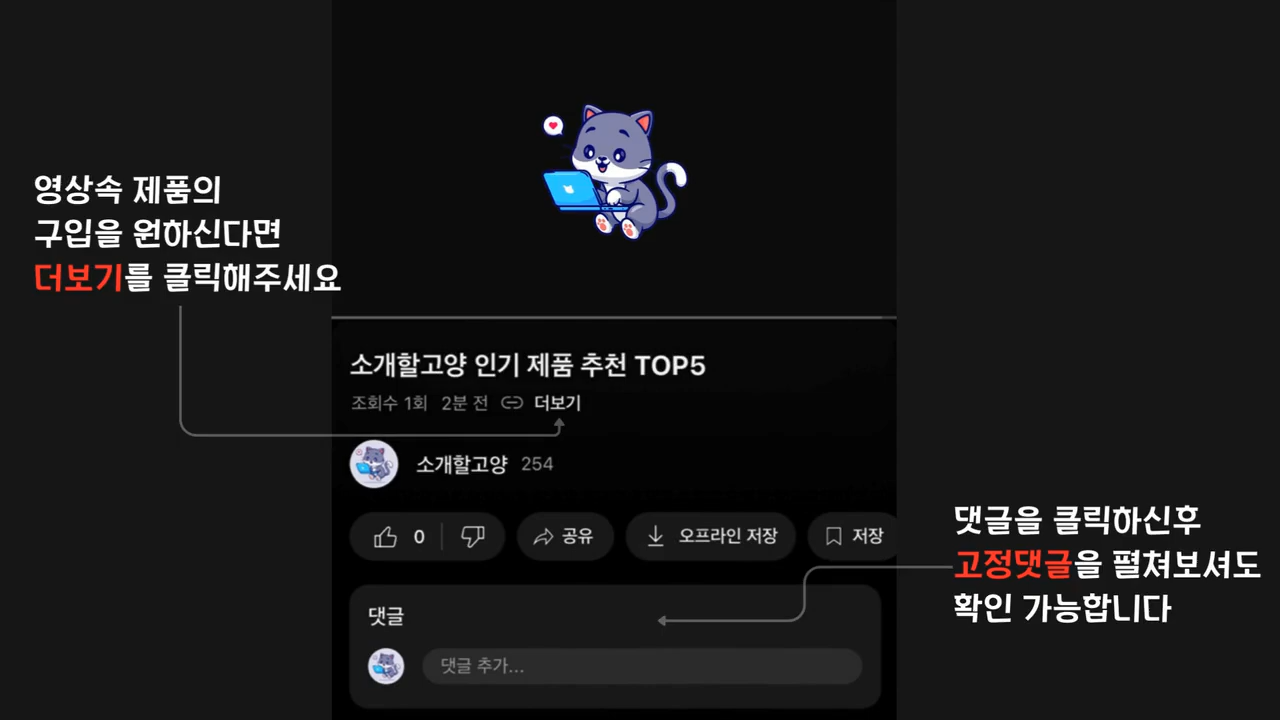 영상속 제품의
구입을 원하신다면
더보기를 클릭해주세요
소개할고양 인기 제품 추천 TOP5
조회수 1회 2분 전 더보기
소개할고양 254
0 공유 오프라인 저장 저장
댓글을 클릭하신후
고정댓글을 펼쳐보셔도
확인 가능합니다
댓글
댓글 추가...